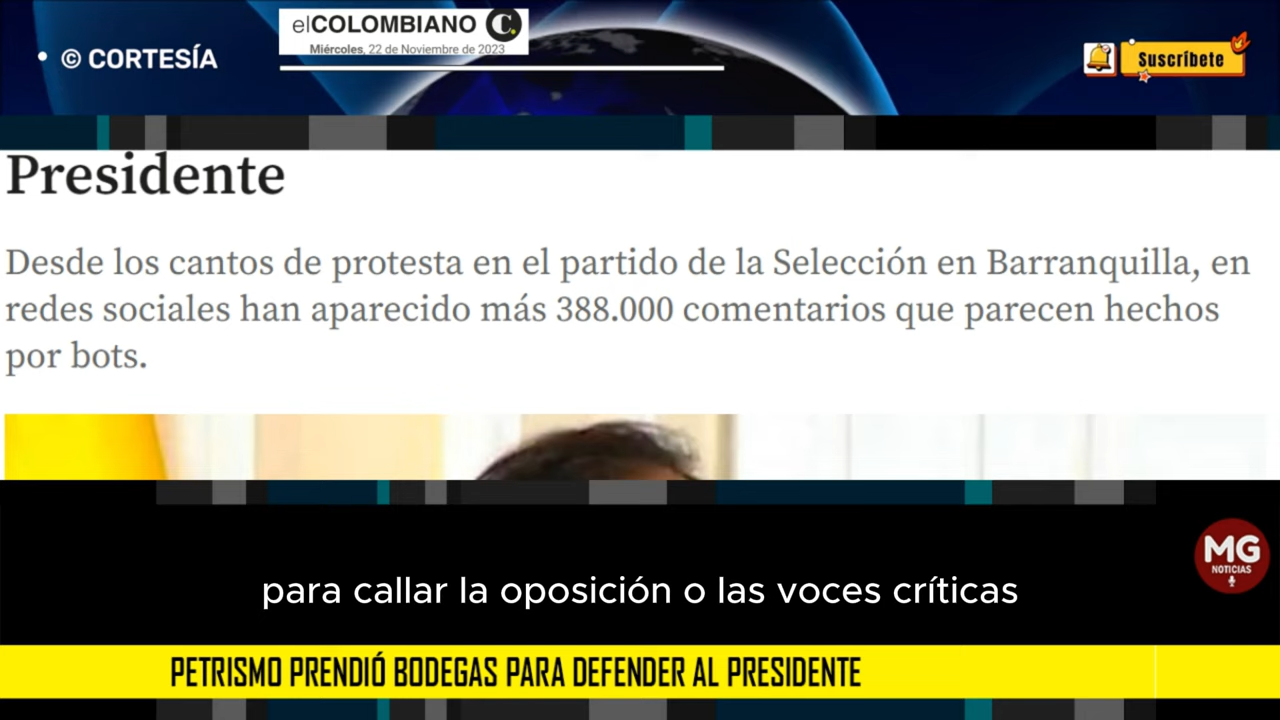 elCOLOMBIANO C.
Miércoles, 22 de Noviembre de 2023
• © CORTESÍA
Suscríbete
Presidente
Desde los cantos de protesta en el partido de la Selección en Barranquilla, en
redes sociales han aparecido más 388.000 comentarios que parecen hechos
por bots.
MG
NOTICIAS
para callar la oposición o las voces críticas
PETRISMO PRENDIÓ BODEGAS PARA DEFENDER AL PRESIDENTE